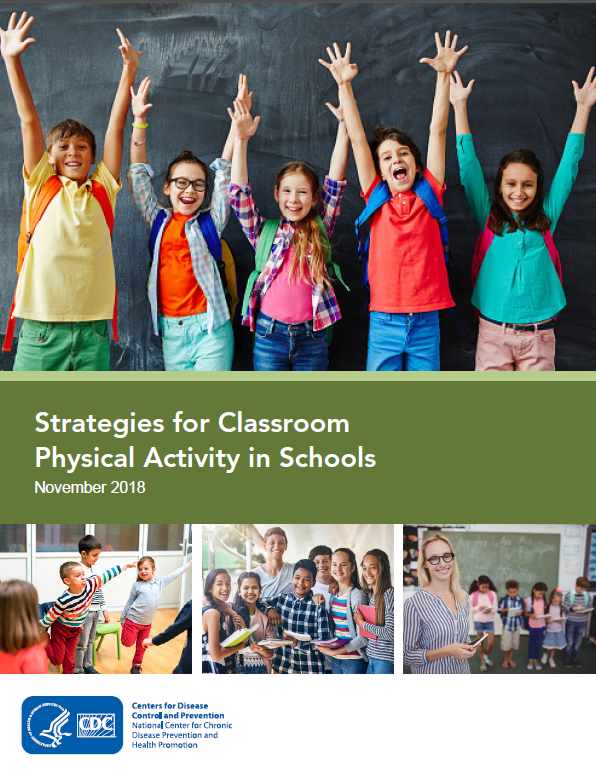 Strategies for Classroom
Physical Activity in Schools
November 2018
CDC
Centers for Disease
Control and Prevention
National Center for Chronic
Disease Prevention and
Health Promotion